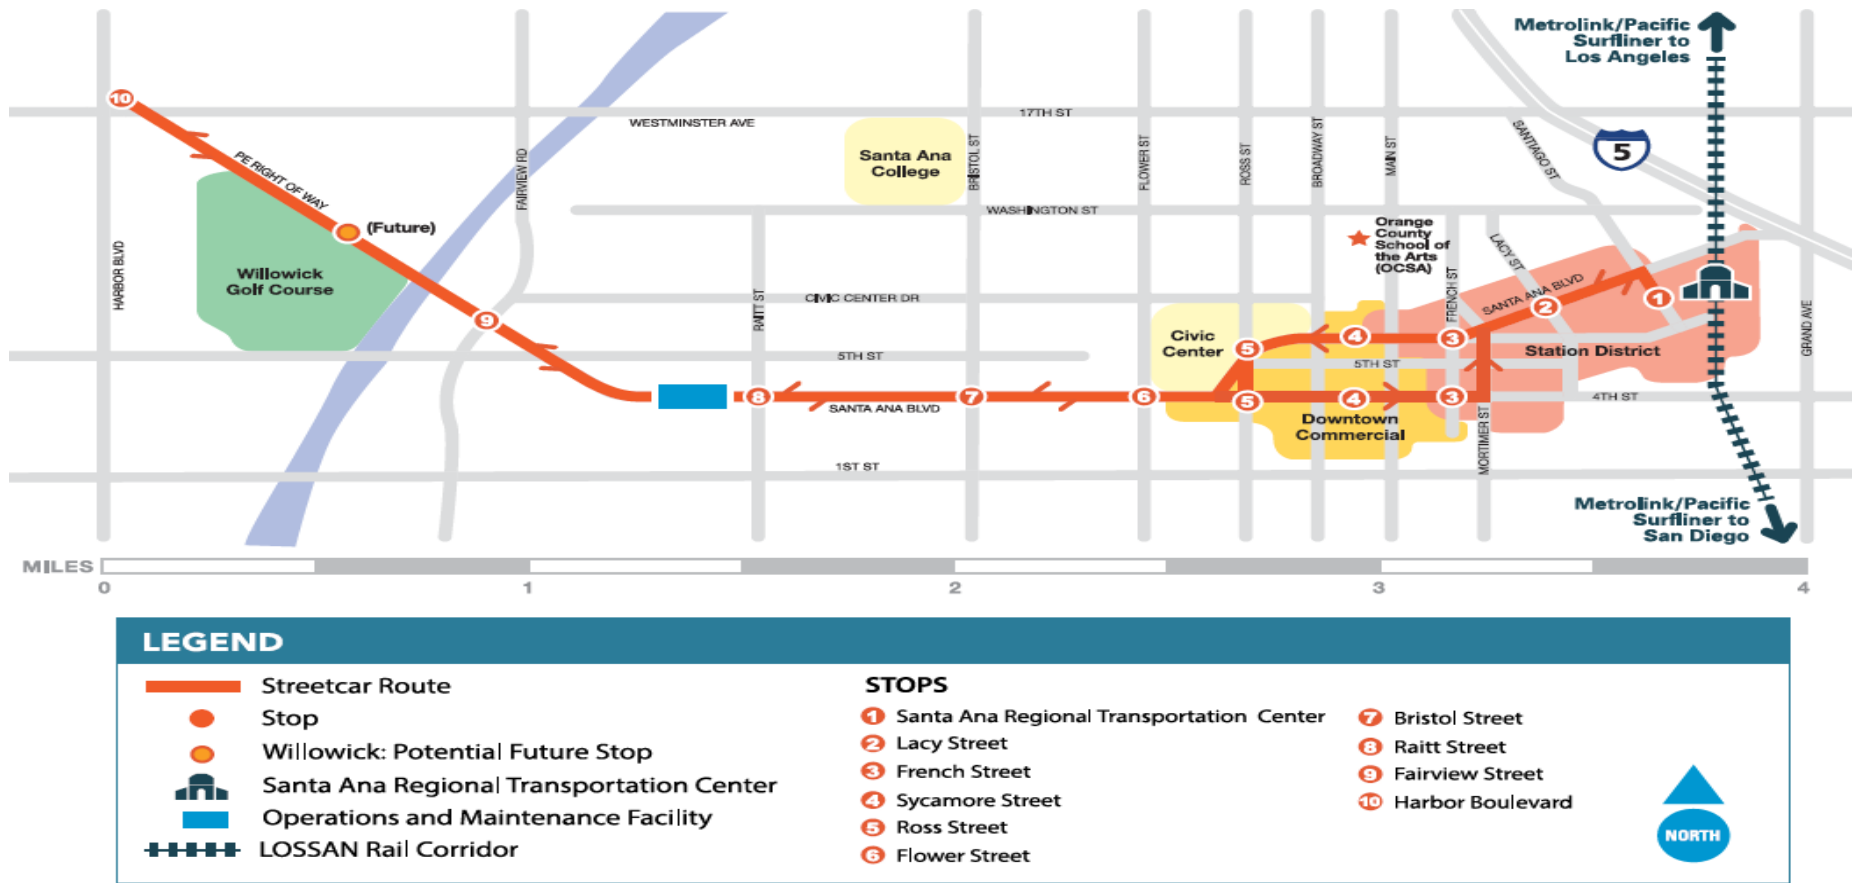 Metrolink/Pacific
Surfliner to
Los Angeles
10
17TH ST
WESTMINSTER AVE
5
PE RIGHT OF WAY
FAIRVIEW RD
Santa Ana
College
BRISTOL ST
FLOWER ST
ROSS ST
BROADWAY ST
MAIN ST
SANTIAGO ST
WASHINGTON ST
(Future)
Orange
County
School of
the Arts
(OCSA)
LACY ST
HARBOR BLVD
Willowick
Golf Course
RAITT ST
CIVIC CENTER DR
FRENCH ST
SANTA ANA BLVD
1
2
GRAND AVE
9
Civic
Center
5
4
3
Station District
5TH ST
5TH ST
8
7
6
5
4
3
4TH ST
SANTA ANA BLVD
Downtown
Commercial
MORTIMER ST
1ST ST
Metrolink/Pacific
Surfliner to
San Diego
MILES
0
1
2
3
4
LEGEND
Streetcar Route
Stop
Willowick: Potential Future Stop
Santa Ana Regional Transportation Center
Operations and Maintenance Facility
LOSSAN Rail Corridor
STOPS
1 Santa Ana Regional Transportation Center
2 Lacy Street
3 French Street
4 Sycamore Street
5 Ross Street
6 Flower Street
7 Bristol Street
8 Raitt Street
9 Fairview Street
10 Harbor Boulevard
NORTH